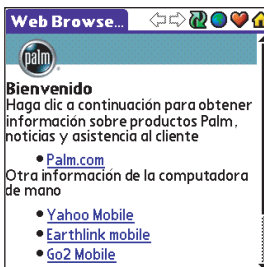 Web Browse...
palm
Bienvenido
Haga clic a continuación para obtener
información sobre productos Palm,
noticias y asistencia al cliente
• Palm.com
Otra información de la computadora
de mano
• Yahoo Mobile
• Earthlink mobile
• Go2 Mobile